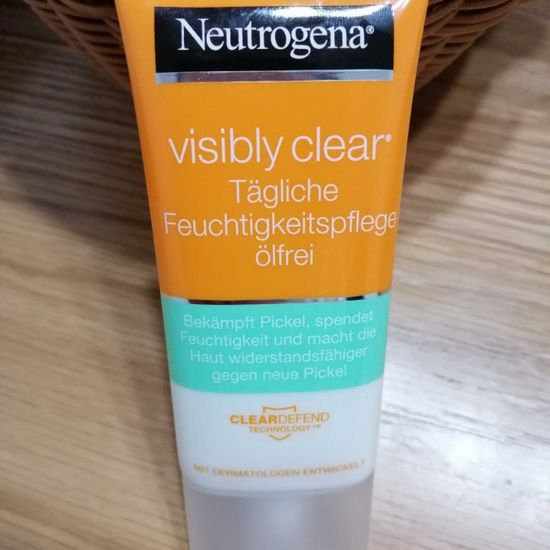 Neutrogena®
visibly clear®
Tägliche
Feuchtigkeitspflege
ölfrei
Bekämpft Pickel, spendet
Feuchtigkeit und macht die
Haut widerstandsfähiger
gegen neue Pickel
CLEARDEFEND
TECHNOLOGY™
MIT DERMATOLOGEN ENTWICKELT